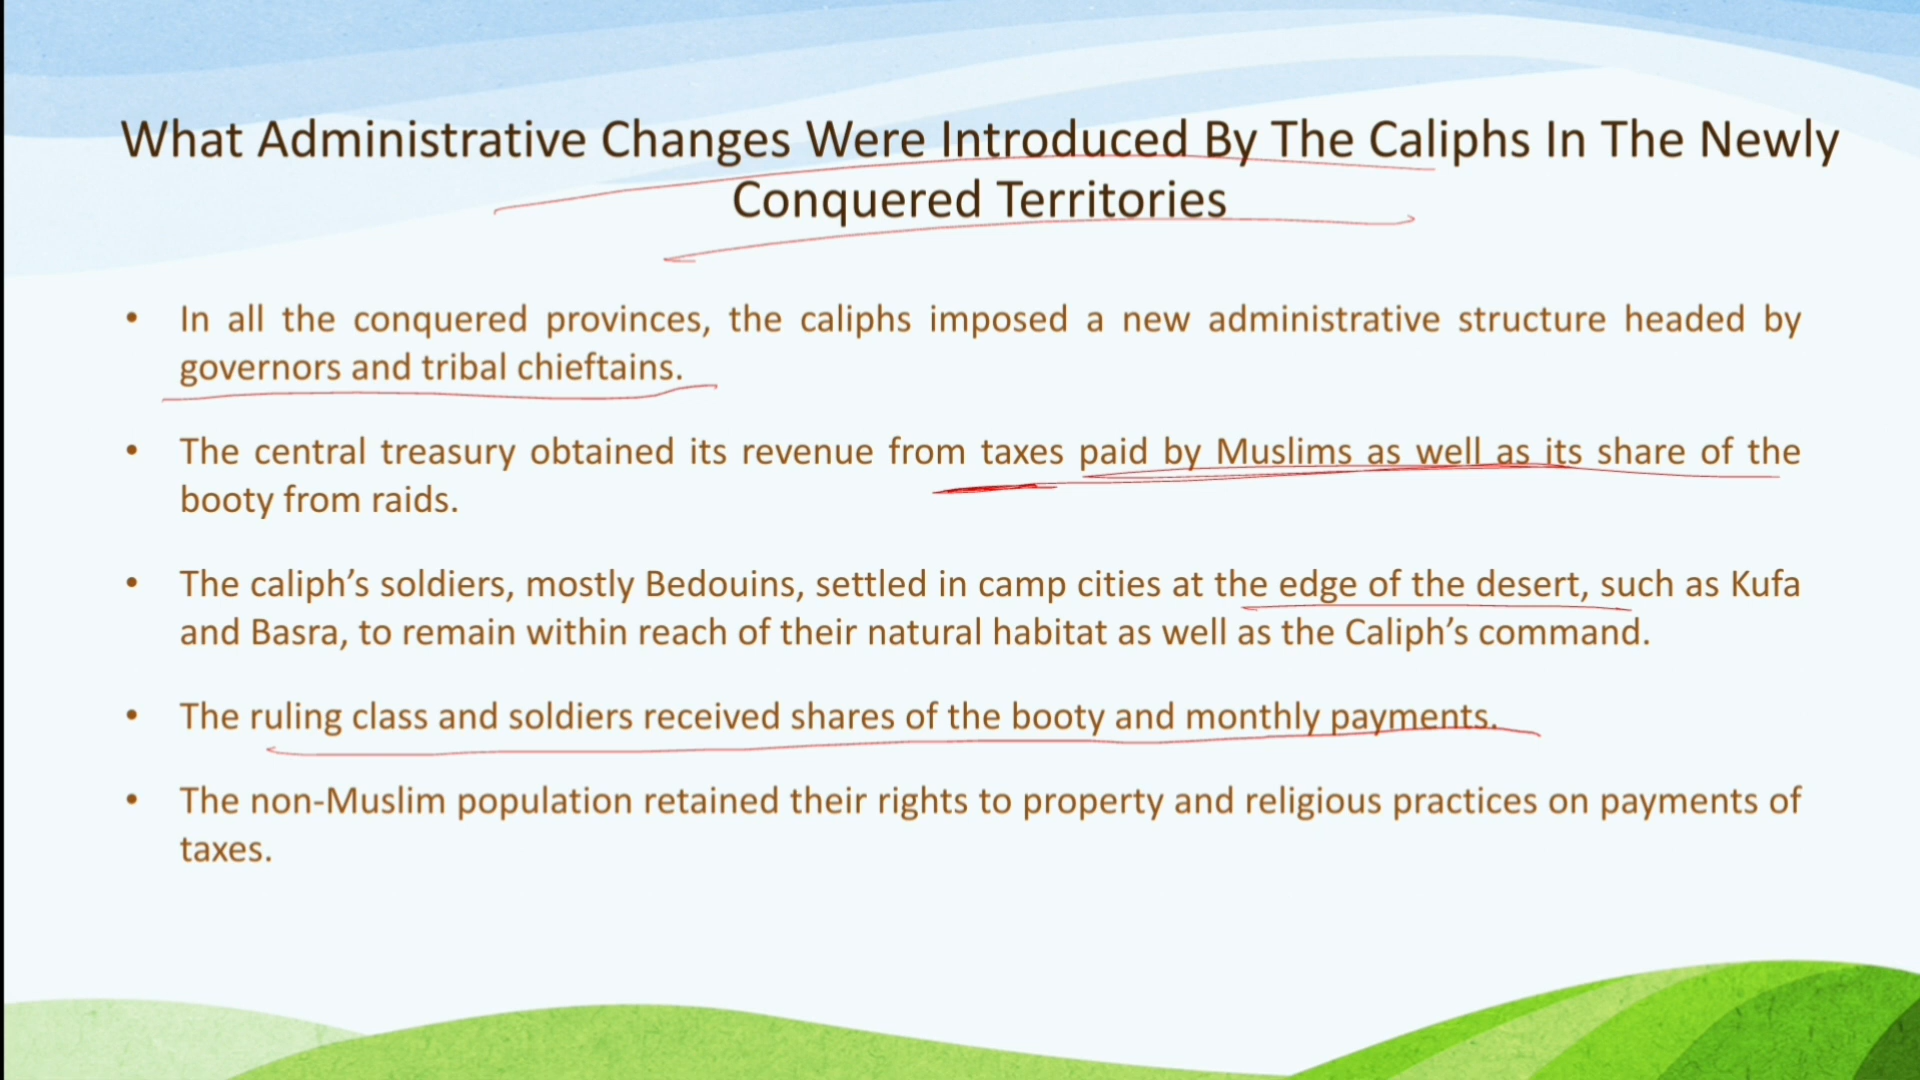 What Administrative Changes Were Introduced By The Caliphs In The Newly
Conquered Territories
• In all the conquered provinces, the caliphs imposed a new administrative structure headed by
governors and tribal chieftains.
• The central treasury obtained its revenue from taxes paid by Muslims as well as its share of the
booty from raids.
• The caliph’s soldiers, mostly Bedouins, settled in camp cities at the edge of the desert, such as Kufa
and Basra, to remain within reach of their natural habitat as well as the Caliph’s command.
• The ruling class and soldiers received shares of the booty and monthly payments.
• The non-Muslim population retained their rights to property and religious practices on payments of
taxes.